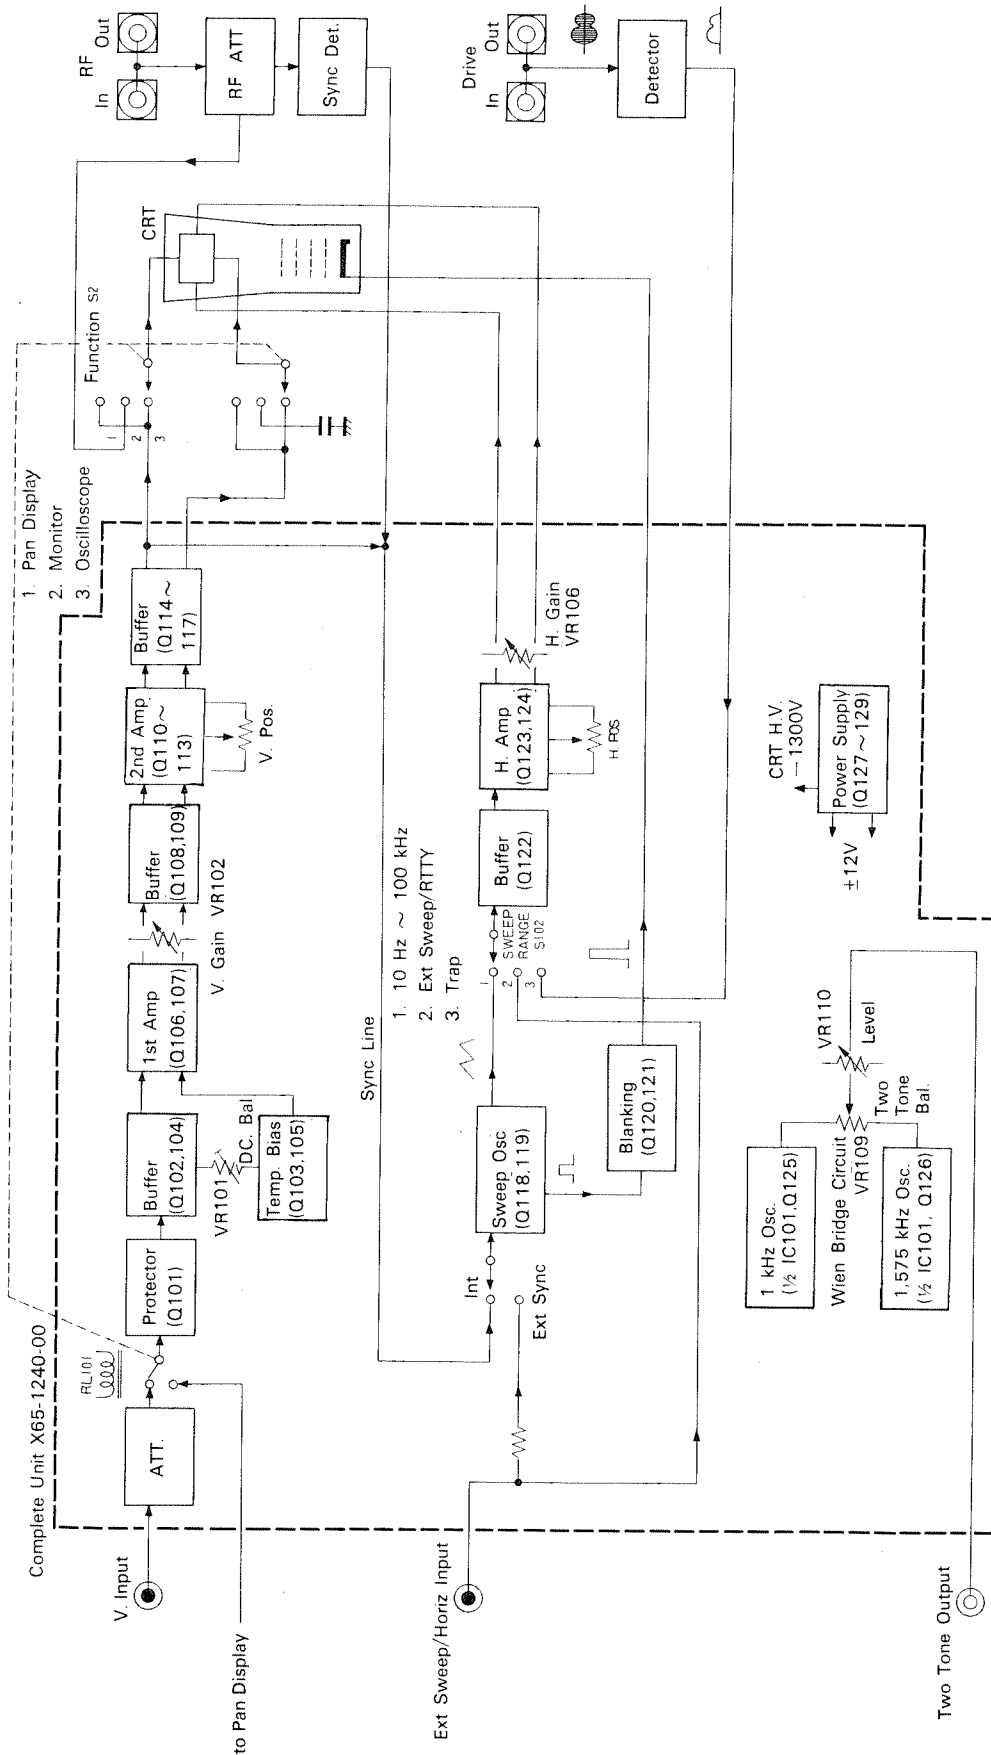 Complete Unit X65-1240-00
V. Input
ATT.
RL101
Protector
(Q101)
Buffer
(Q102,104)
VR101
DC. Bal
Temp. Bias
(Q103,105)
1st Amp
(Q106,107)
V. Gain VR102
Buffer
(Q108,109)
2nd Amp
(Q110~
113)
V. Pos.
Buffer
(Q114~
117)
1. Pan Display
2. Monitor
3. Oscilloscope
Function S2
1
2
3
CRT
RF
In
Out
RF ATT
Sync Det.
Drive
In
Out
Detector
to Pan Display
Sync Line
Ext Sweep/Horiz Input
Int
Ext Sync
Sweep Osc
(Q118,119)
1. 10 Hz ~ 100 kHz
2. Ext Sweep/RTTY
3. Trap
1
2
3
SWEEP
RANGE
S102
Buffer
(Q122)
H. Amp
(Q123,124)
H. POS
H. Gain
VR106
Blanking
(Q120,121)
1 kHz Osc.
(½ IC101,Q125)
Wien Bridge Circuit
VR109
1,575 kHz Osc.
(½ IC101, Q126)
Two
Tone
Bal.
VR110
Level
±12V
CRT H.V.
−1300V
Power Supply
(Q127~129)
Two Tone Output